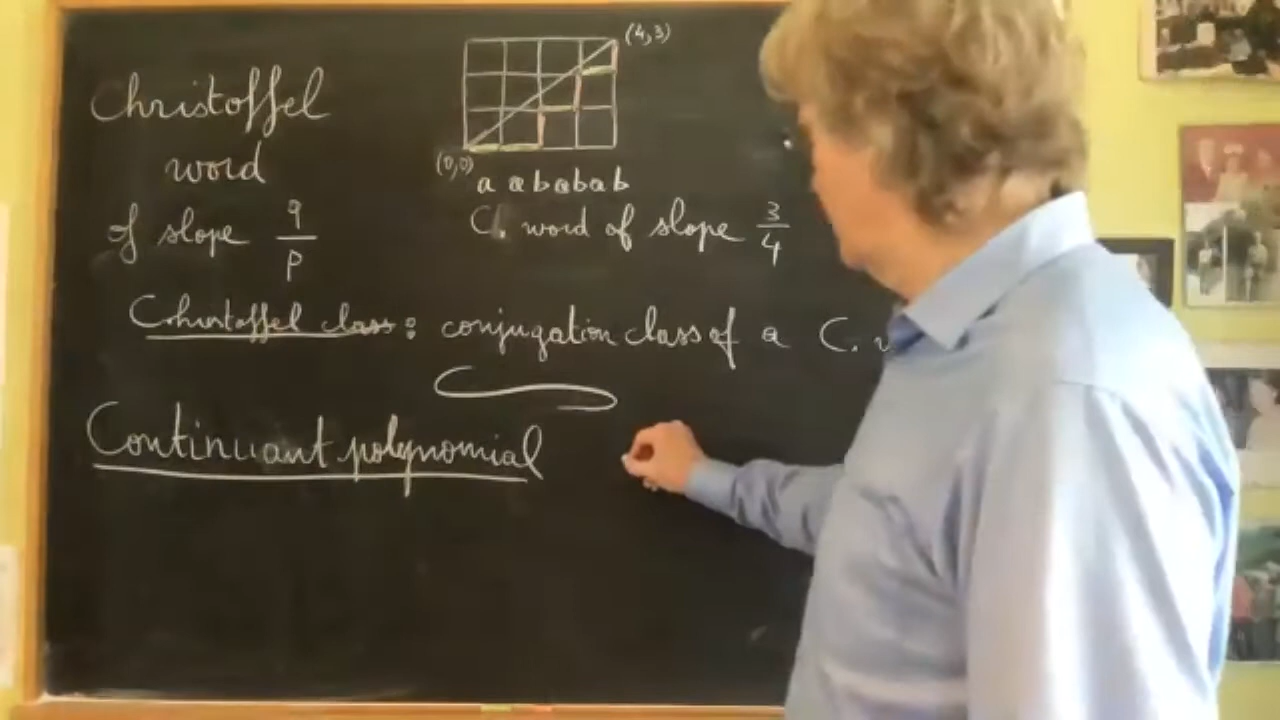 Christoffel
word
of slope q/p
(4,3)
(0,0)
a ababab
C. word of slope 3/4
Christoffel class: conjugation class of a C.
Continuant polynomial